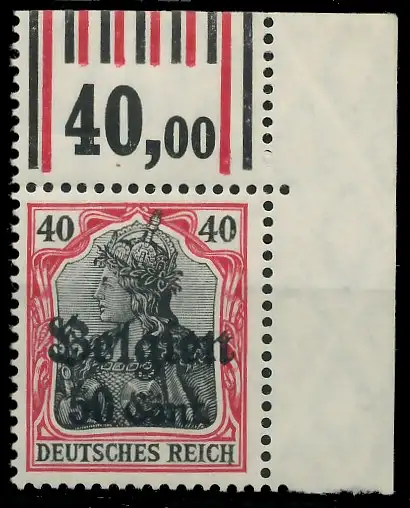 40,00
40 40
Belgien
50 Cent.
DEUTSCHES REICH